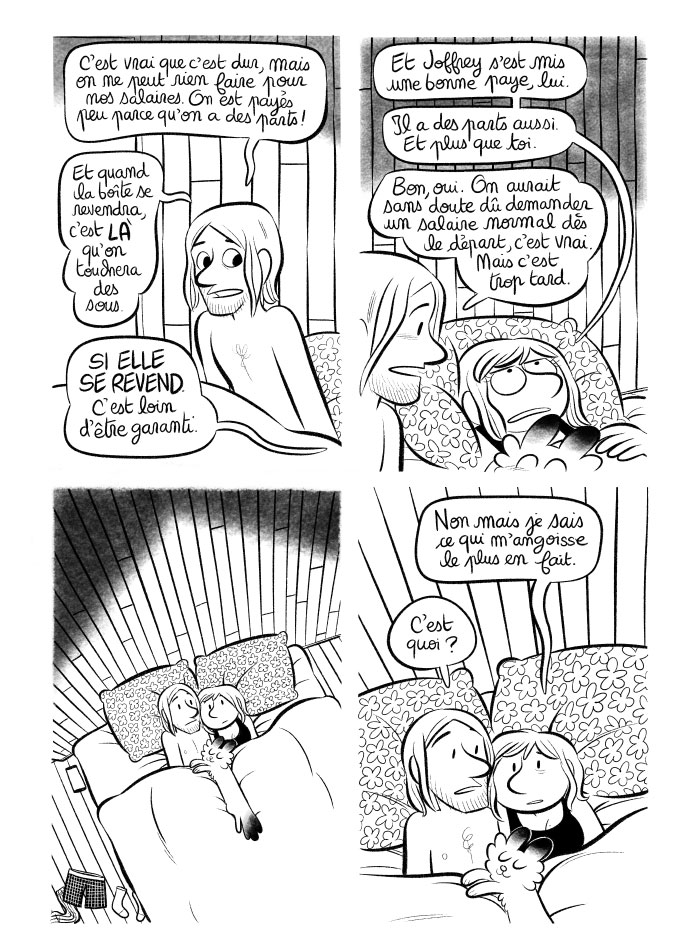 C'est vrai que c'est dur, mais
on ne peut rien faire pour
nos salaires. On est payés
peu parce qu'on a des parts !
Et quand
la boîte se
revendra,
c'est LÀ
qu'on
touchera
des
sous.
SI ELLE
SE REVEND.
C'est loin
d'être garanti.
Et Joffrey s'est mis
une bonne paye, lui.
Il a des parts aussi.
Et plus que toi.
Bon, oui. On aurait
sans doute dû demander
un salaire normal dès
le départ, c'est vrai.
Mais c'est
trop tard.
Non mais je sais
ce qui m'angoisse
le plus en fait.
C'est
quoi ?